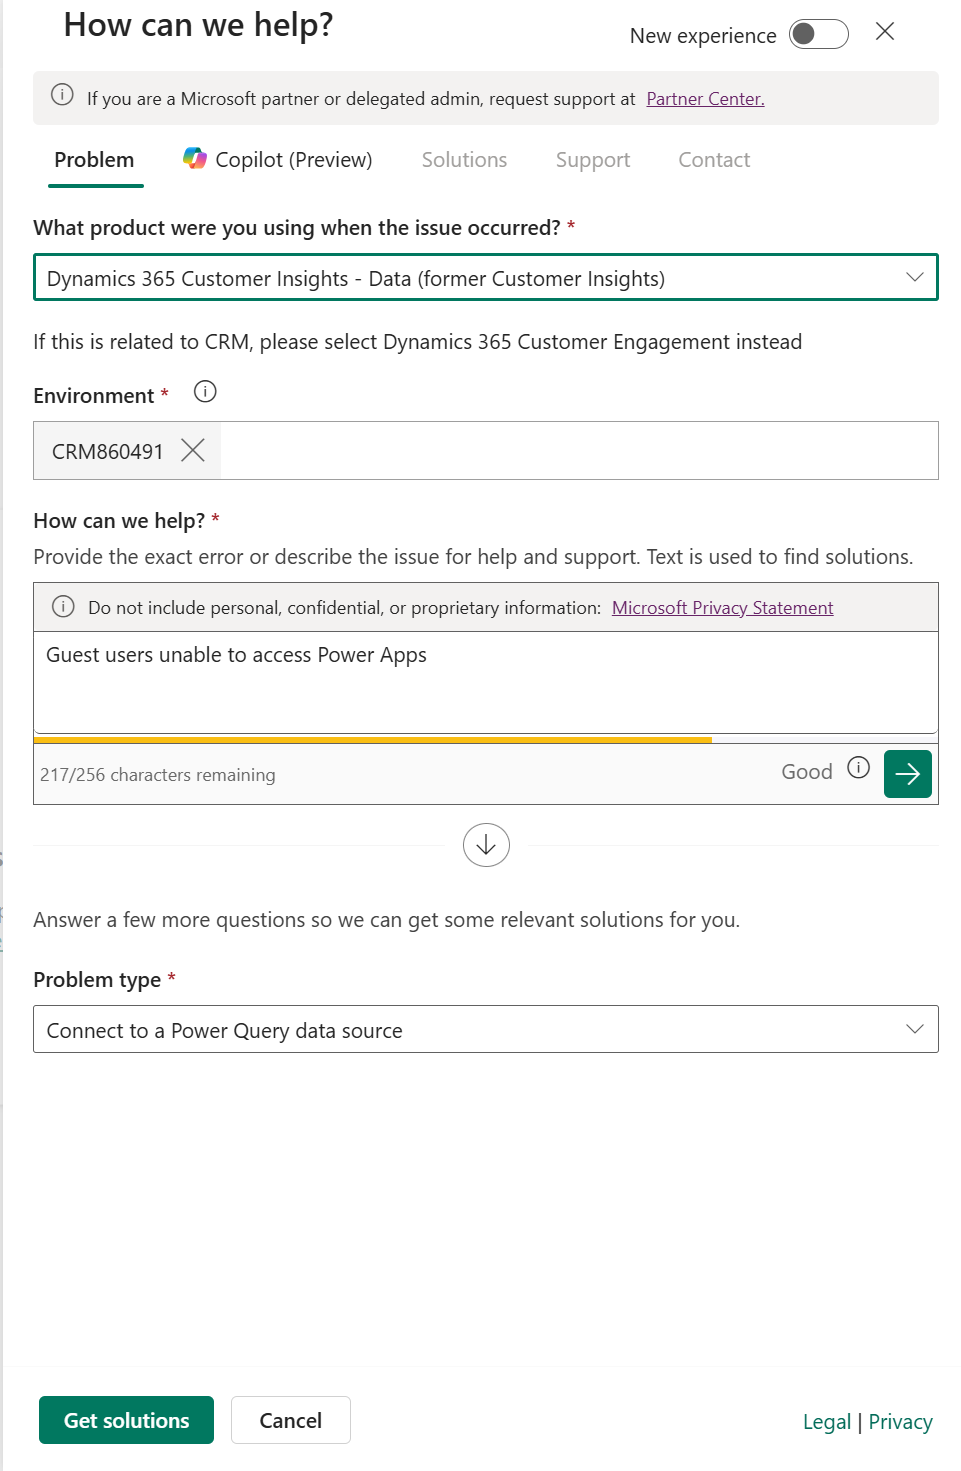 How can we help?
New experience
If you are a Microsoft partner or delegated admin, request support at Partner Center.
Problem
Copilot (Preview)
Solutions
Support
Contact
What product were you using when the issue occurred? *
Dynamics 365 Customer Insights - Data (former Customer Insights)
If this is related to CRM, please select Dynamics 365 Customer Engagement instead
Environment *
CRM860491
How can we help? *
Provide the exact error or describe the issue for help and support. Text is used to find solutions.
Do not include personal, confidential, or proprietary information: Microsoft Privacy Statement
Guest users unable to access Power Apps
217/256 characters remaining
Good
Answer a few more questions so we can get some relevant solutions for you.
Problem type *
Connect to a Power Query data source
Get solutions
Cancel
Legal | Privacy